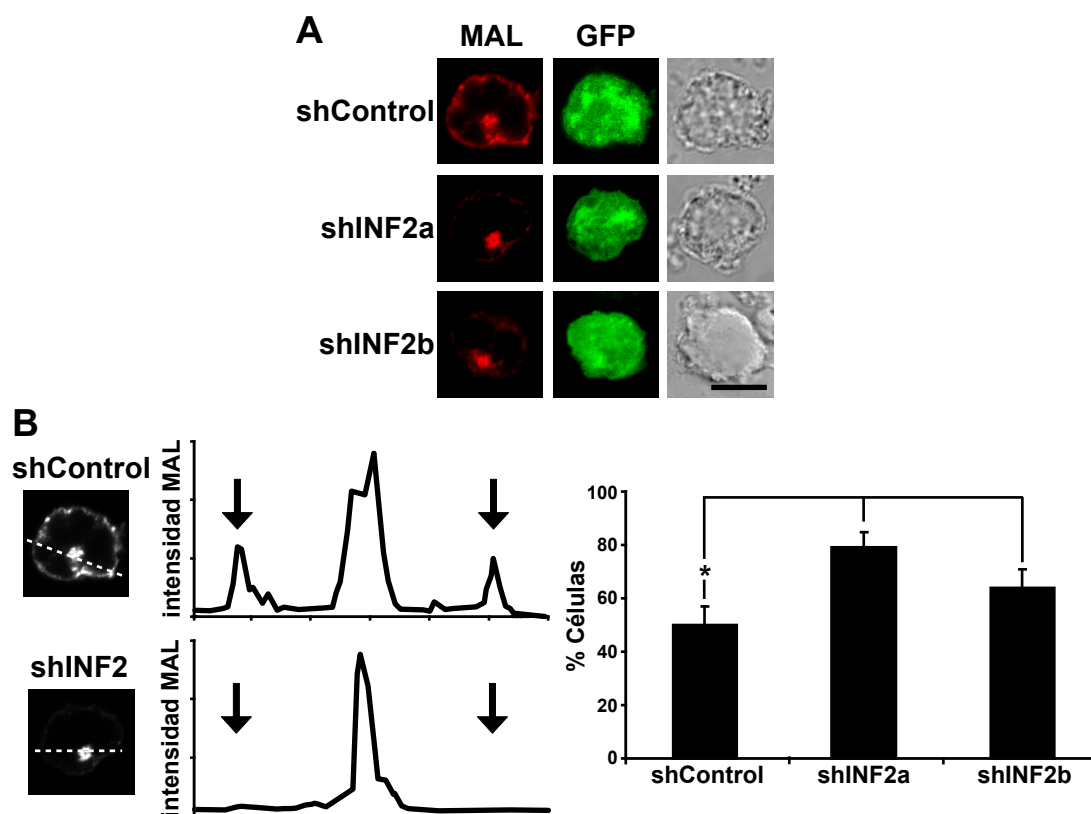 A
MAL GFP
shControl
shINF2a
shINF2b
B
shControl
intensidad MAL
shINF2
intensidad MAL
% Células
100
80
60
40
20
0
*
shControl shINF2a shINF2b